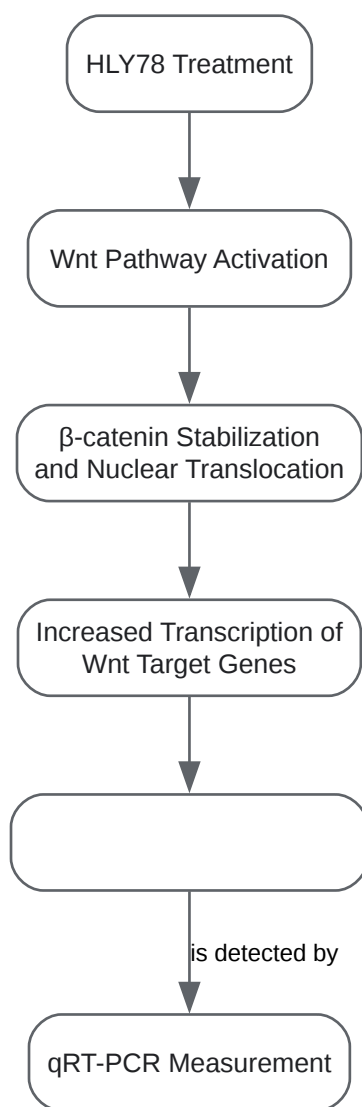 HLY78 Treatment
Wnt Pathway Activation
β-catenin Stabilization
and Nuclear Translocation
Increased Transcription of
Wnt Target Genes
is detected by
qRT-PCR Measurement